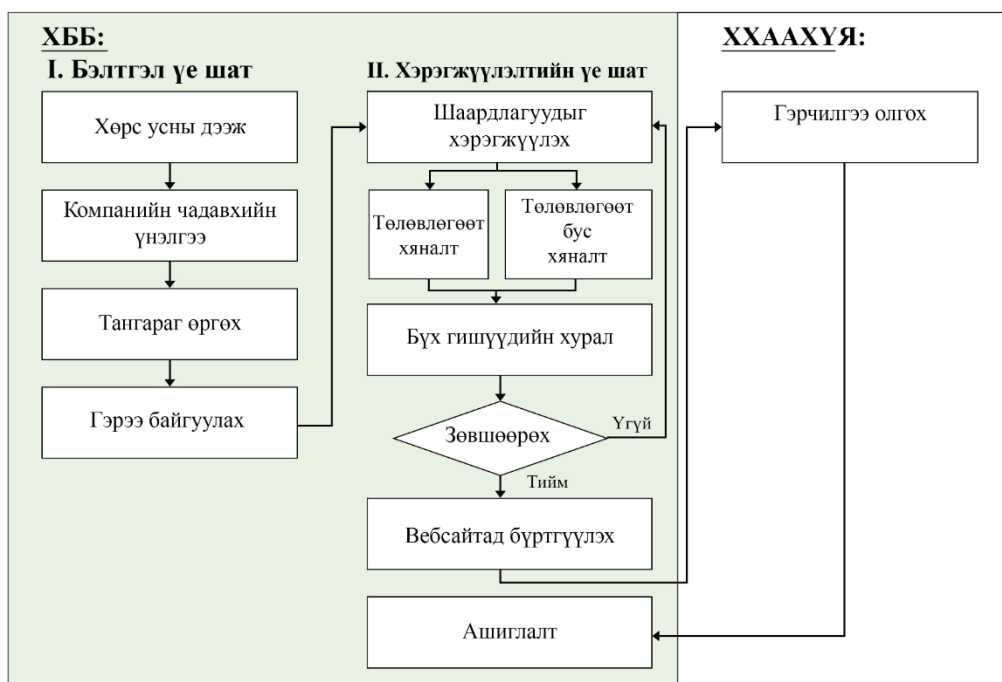 ХББ:
I. Бэлтгэл үе шат
Хөрс усны дээж
Компанийн чадавхийн
үнэлгээ
Тангараг өргөх
Гэрээ байгуулах
II. Хэрэгжүүлэлтийн үе шат
Шаардлагуудыг
хэрэгжүүлэх
Төлөвлөгөөт
хяналт
Төлөвлөгөөт
бус
хяналт
Бүх гишүүдийн хурал
Зөвшөөрөх
Үгүй
Тийм
Вебсайтад бүртгүүлэх
Ашиглалт
ХХААХҮЯ:
Гэрчилгээ олгох